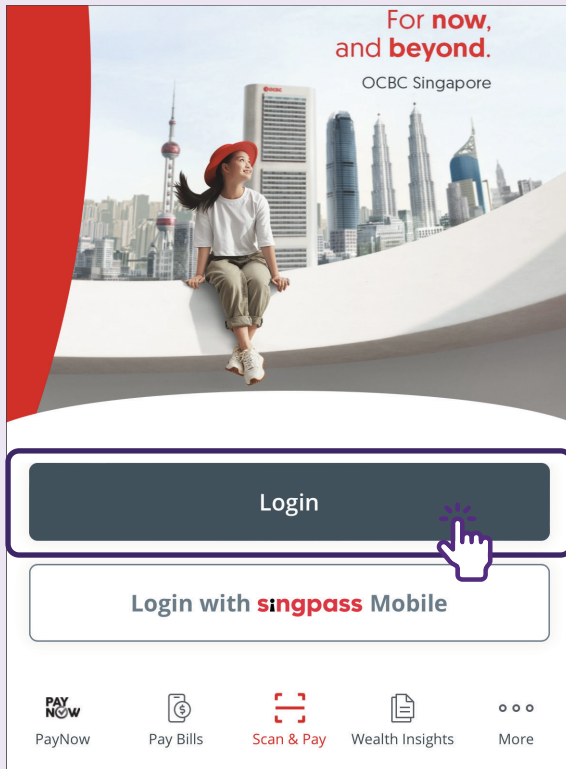 For now,
and beyond.
OCBC Singapore
OCBC
Login
Login with singpass Mobile
PAY
NOW
PayNow
Pay Bills
Scan & Pay
Wealth Insights
More